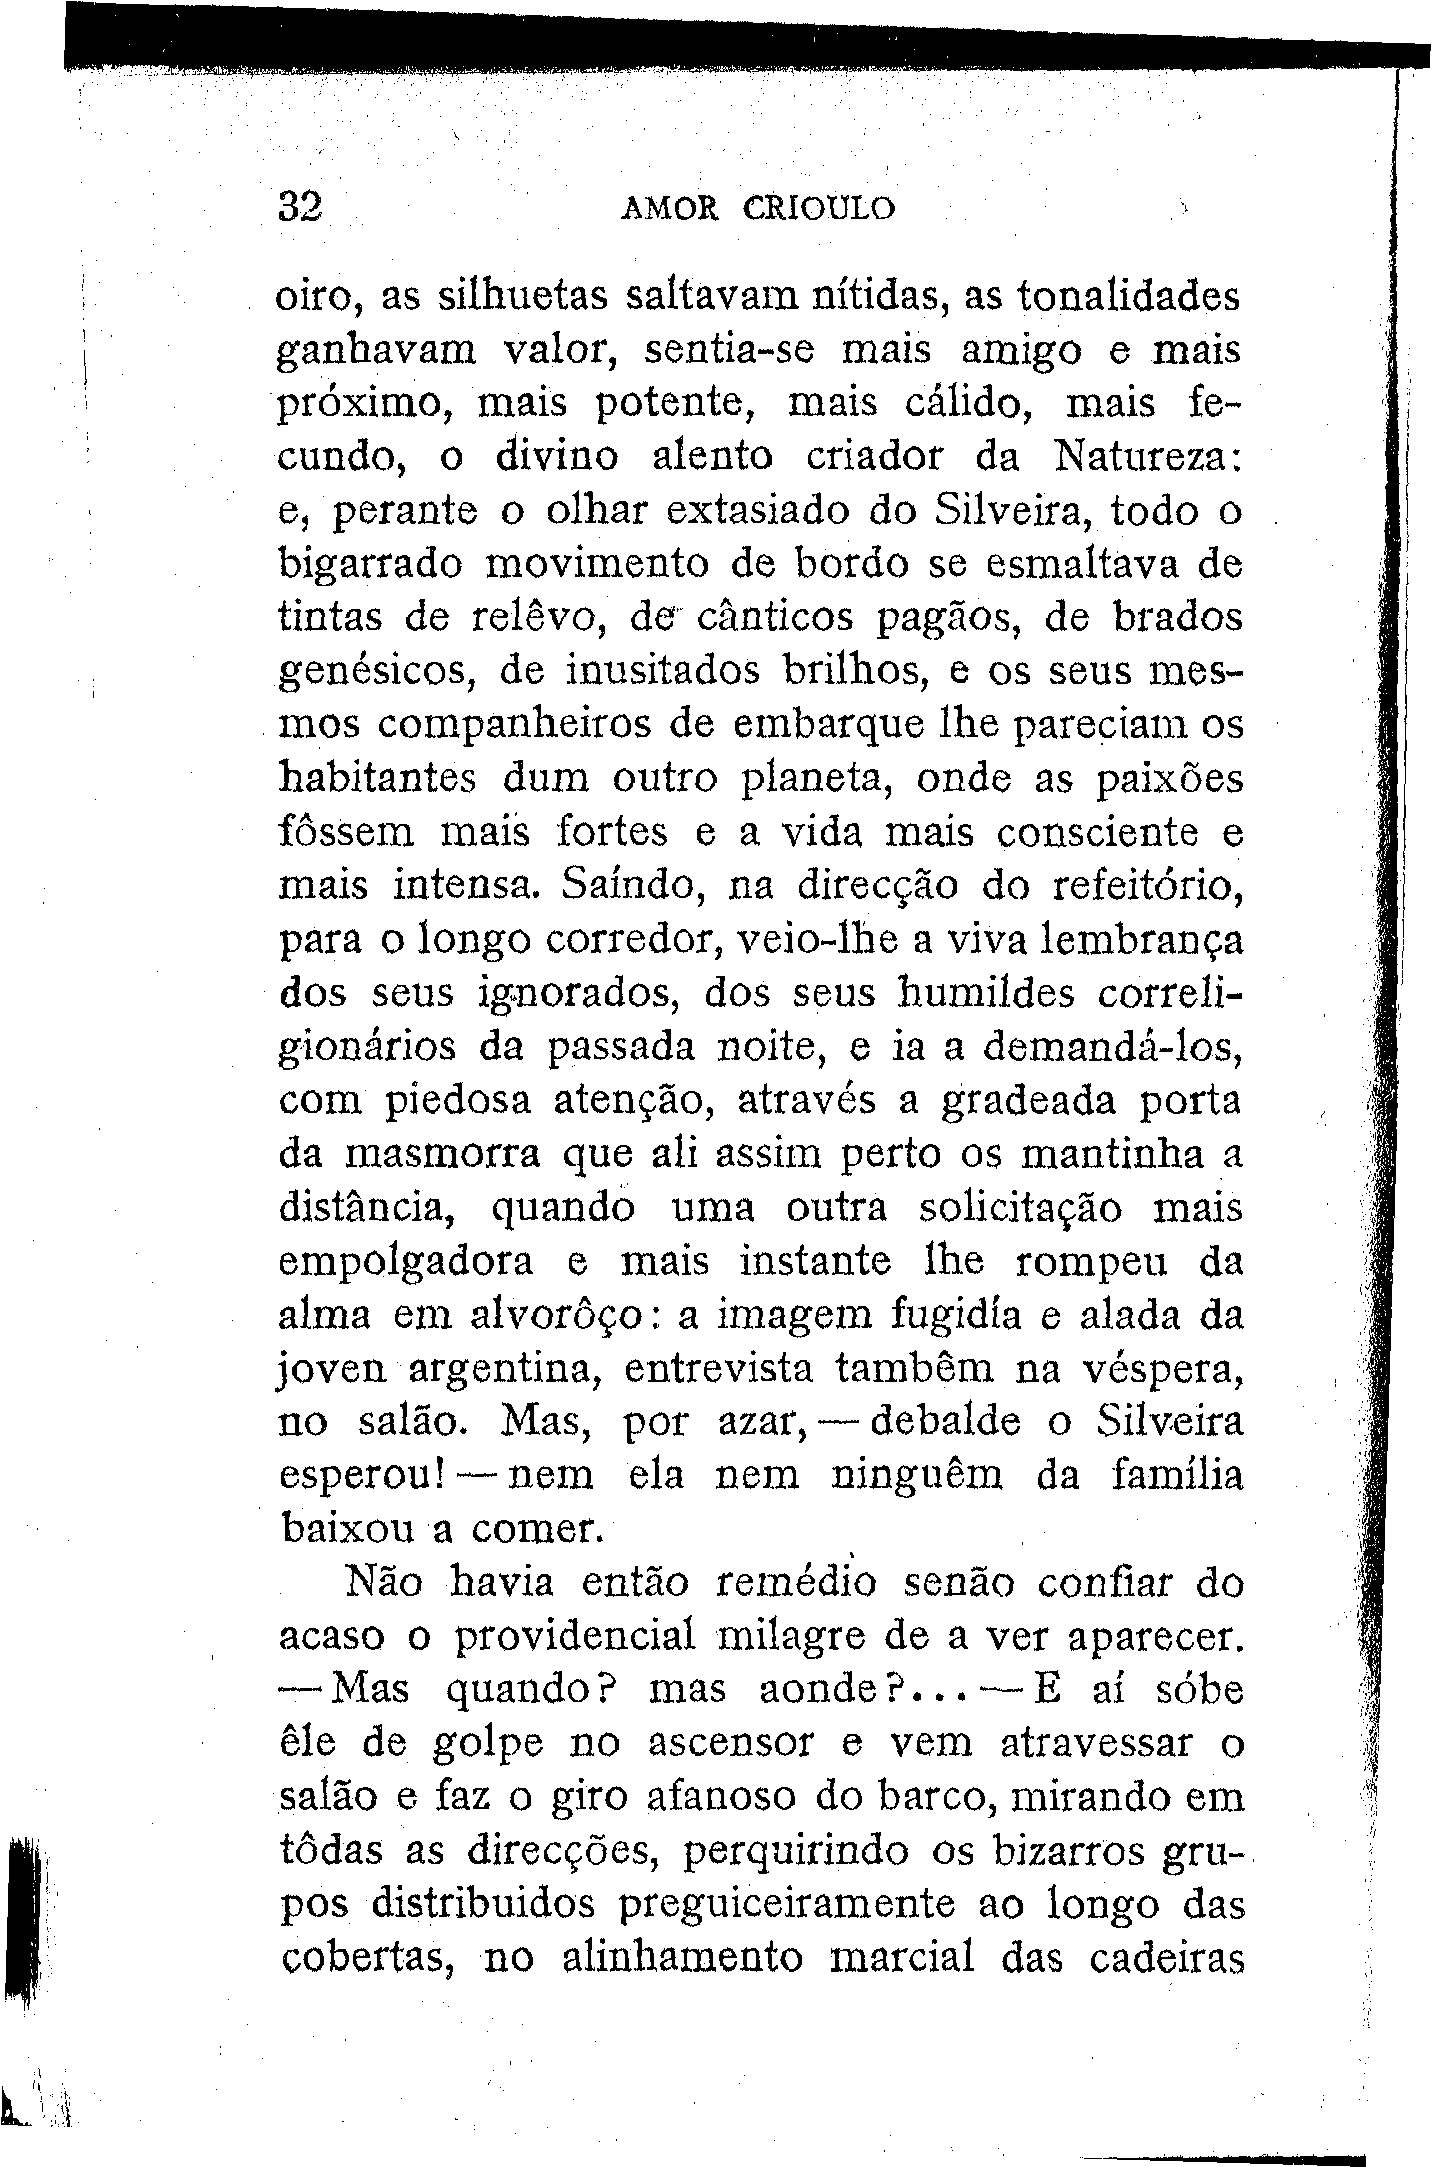 32 AMOR CRIOULO
oiro, as silhuetas saltavam nítidas, as tonalidades
ganhavam valor, sentia-se mais amigo e mais
próximo, mais potente, mais cálido, mais fe-
cundo, o divino alento criador da Natureza:
e, perante o olhar extasiado do Silveira, todo o
bigarrado movimento de bordo se esmaltava de
tintas de relêvo, de cânticos pagãos, de brados
genésicos, de inusitados brilhos, e os seus mes-
mos companheiros de embarque lhe pareciam os
habitantes dum outro planeta, onde as paixões
fôssem mais fortes e a vida mais consciente e
mais intensa. Saíndo, na direcção do refeitório,
para o longo corredor, veio-lhe a viva lembrança
dos seus ignorados, dos seus humildes correli-
gionários da passada noite, e ia a demandá-los,
com piedosa atenção, através a gradeada porta
da masmorra que ali assim perto os mantinha a
distância, quando uma outra solicitação mais
empolgadora e mais instante lhe rompeu da
alma em alvorôço: a imagem fugidía e alada da
joven argentina, entrevista tambêm na véspera,
no salão. Mas, por azar, — debalde o Silveira
esperou! — nem ela nem ninguêm da família
baixou a comer.
Não havia então remédio senão confiar do
acaso o providencial milagre de a ver aparecer.
— Mas quando? mas aonde?... — E aí sóbe
êle de golpe no ascensor e vem atravessar o
salão e faz o giro afanoso do barco, mirando em
tôdas as direcções, perquirindo os bizarros gru-
pos distribuidos preguiceiramente ao longo das
cobertas, no alinhamento marcial das cadeiras